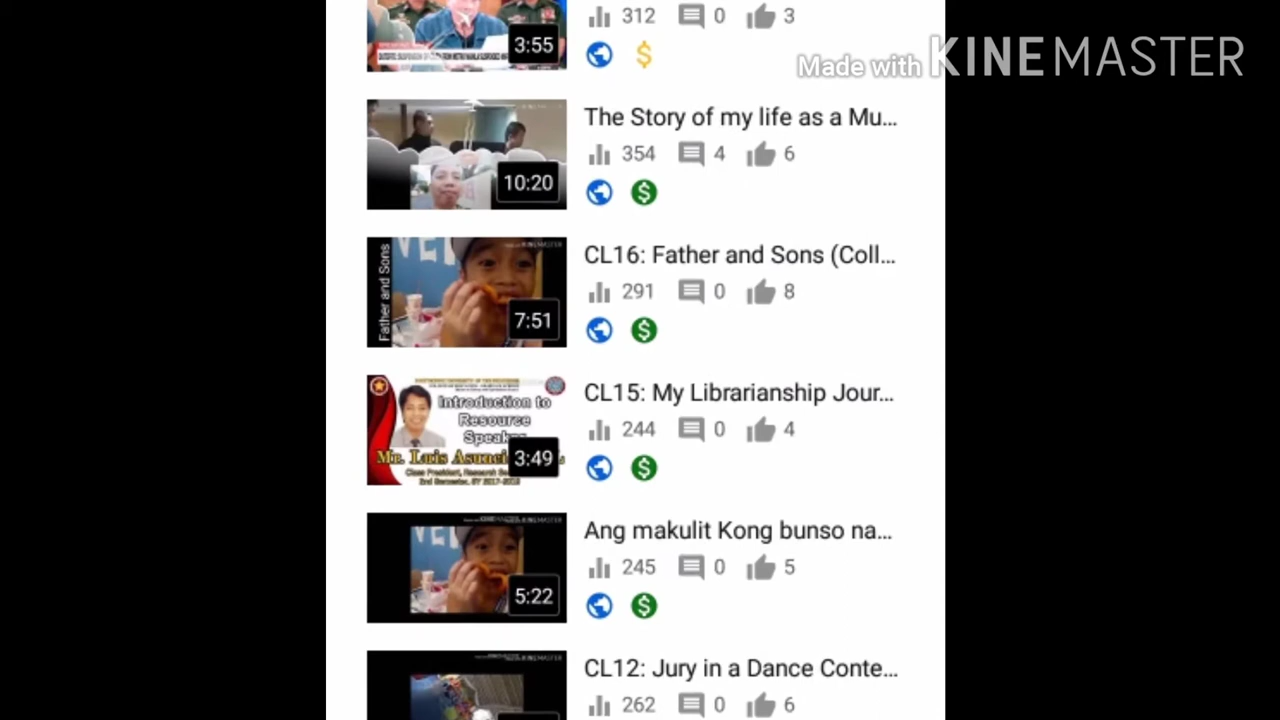 312 0 3
3:55
Made with KINEMASTER
The Story of my life as a Mu...
354 4 6
10:20
CL16: Father and Sons (Coll...
Father and Sons
291 0 8
7:51
CL15: My Librarianship Jour...
Introduction to
Resource
Speaker
244 0 4
3:49
Class President, Research
2nd Semester, SY 2017-2018
Ang makulit Kong bunso na...
245 0 5
5:22
CL12: Jury in a Dance Conte...
262 0 6